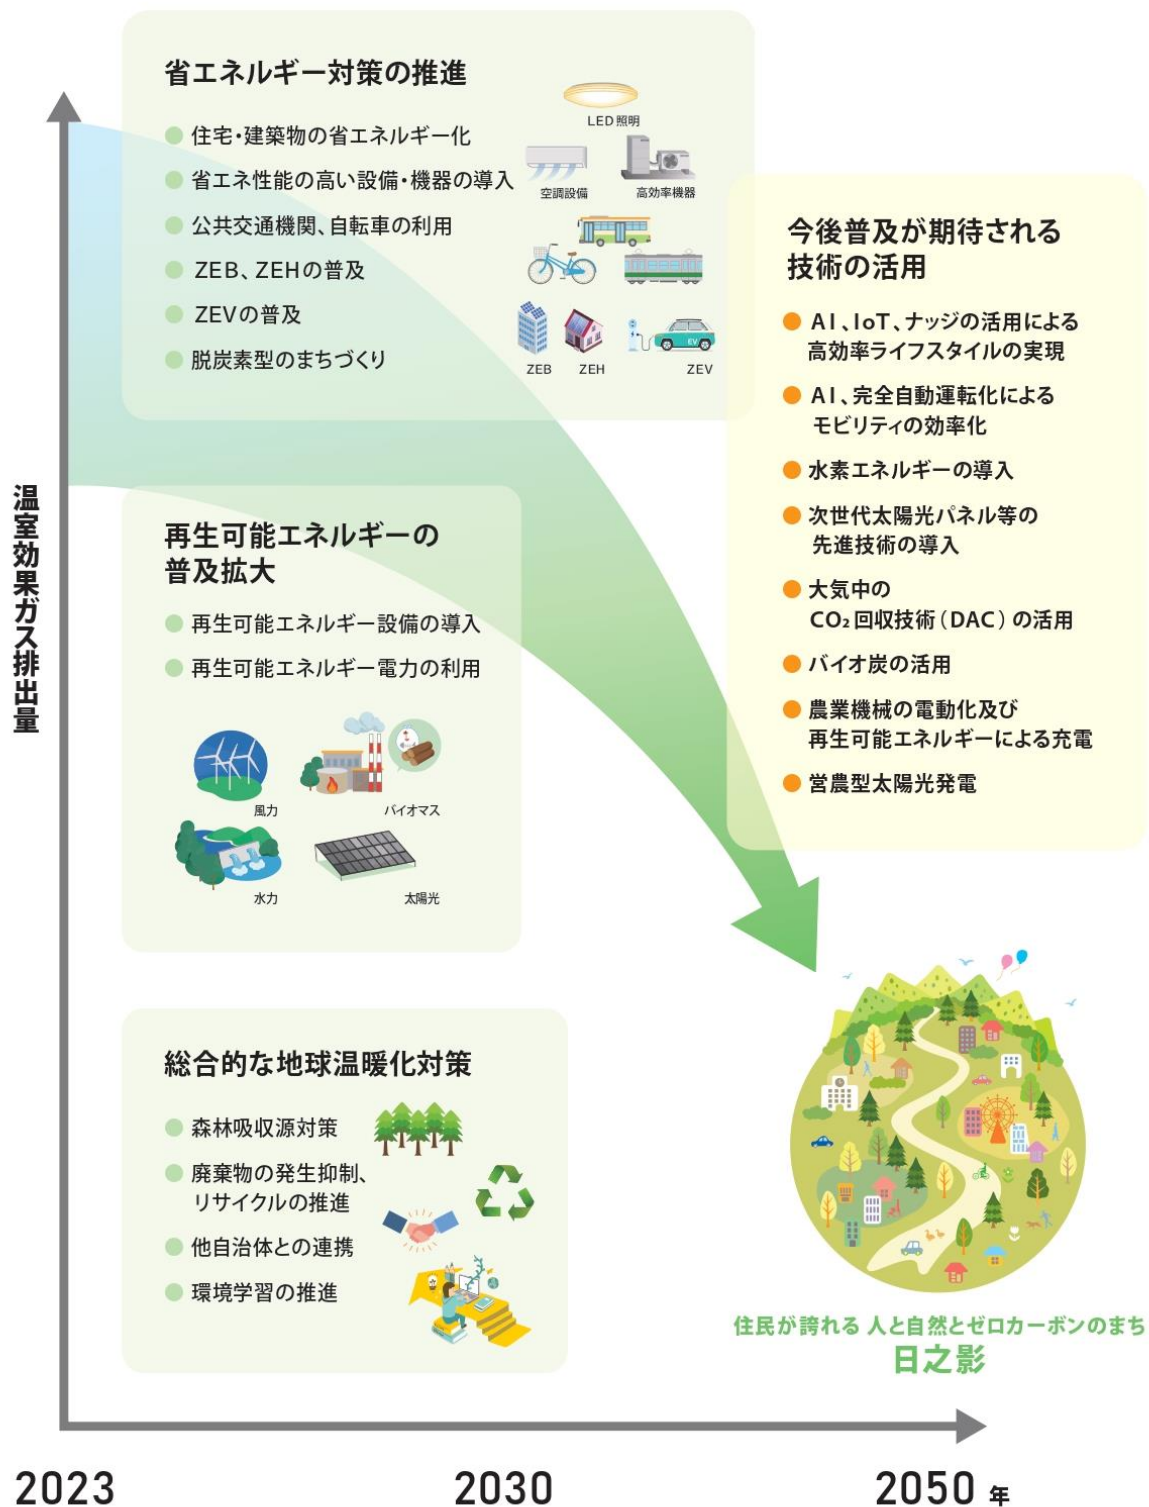 省エネルギー対策の推進
住宅・建築物の省エネルギー化
省エネ性能の高い設備・機器の導入
公共交通機関、自転車の利用
ZEB、ZEHの普及
ZEVの普及
脱炭素型のまちづくり
LED照明
空調設備
高効率機器
ZEB
ZEH
EV
ZEV
今後普及が期待される
技術の活用
AI、IoT、ナッジの活用による
高効率ライフスタイルの実現
AI、完全自動運転化による
モビリティの効率化
水素エネルギーの導入
次世代太陽光パネル等の
先進技術の導入
大気中の
CO₂回収技術（DAC）の活用
バイオ炭の活用
農業機械の電動化及び
再生可能エネルギーによる充電
営農型太陽光発電
温室効果ガス排出量
再生可能エネルギーの
普及拡大
再生可能エネルギー設備の導入
再生可能エネルギー電力の利用
風力
バイオマス
水力
太陽光
総合的な地球温暖化対策
森林吸収源対策
廃棄物の発生抑制、
リサイクルの推進
他自治体との連携
環境学習の推進
住民が誇れる 人と自然とゼロカーボンのまち
日之影
2023
2030
2050 年